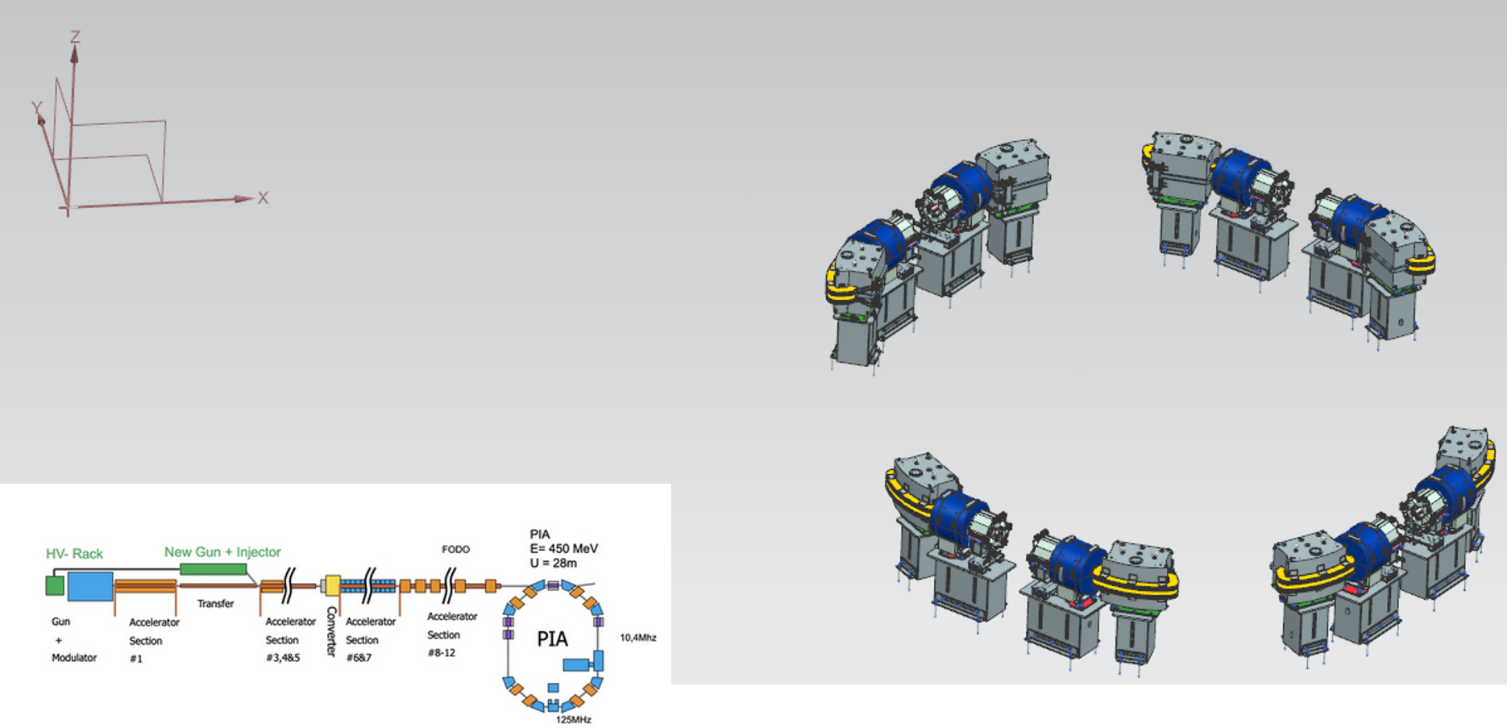 Z
Y
X
PIA
E= 450 MeV
U = 28m
HV- Rack
New Gun + Injector
FODO
Transfer
Gun
+
Modulator
Accelerator
Section
#1
Accelerator
Section
#3,4&5
Converter
Accelerator
Section
#6&7
Accelerator
Section
#8-12
PIA
10,4Mhz
125MHz